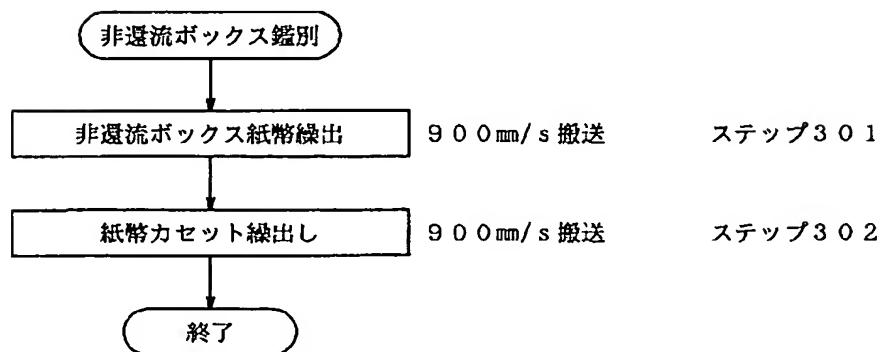 非還流ボックス鑑別
非還流ボックス紙幣繰出 900㎜/s搬送 ステップ301
紙幣カセット繰出し 900㎜/s搬送 ステップ302
終了